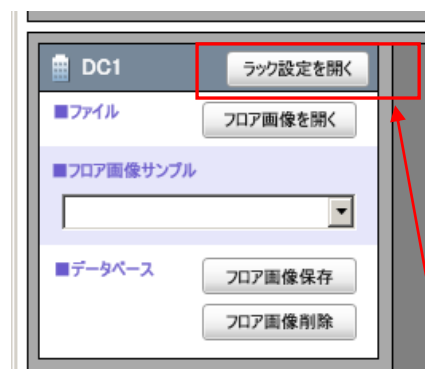 DC1 ラック設定を開く
■ファイル フロア画像を開く
■フロア画像サンプル
■データベース フロア画像保存
フロア画像削除